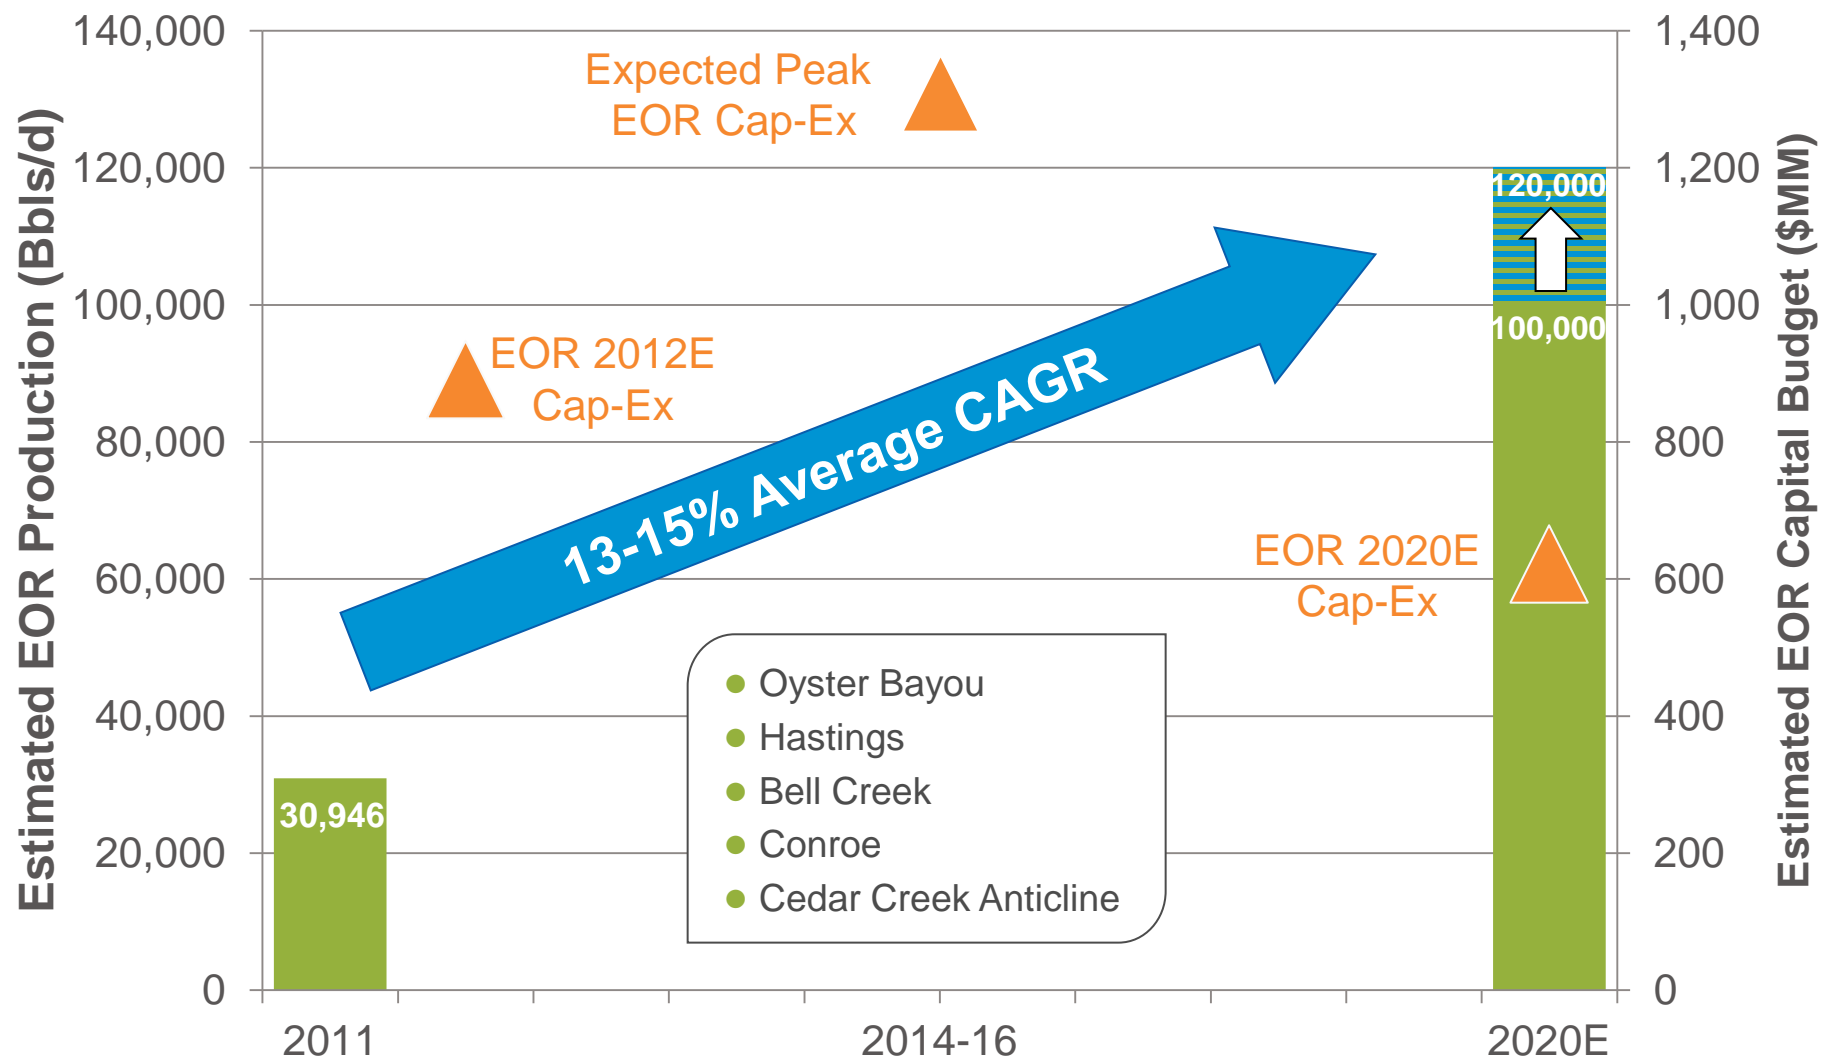 Estimated EOR Production (Bbls/d)
140,000
120,000
100,000
80,000
60,000
40,000
20,000
0
Expected Peak
EOR Cap-Ex
EOR 2012E
Cap-Ex
13-15% Average CAGR
EOR 2020E
Cap-Ex
30,946
120,000
100,000
Oyster Bayou
Hastings
Bell Creek
Conroe
Cedar Creek Anticline
2011
2014-16
2020E
1,400
1,200
1,000
800
600
400
200
0
Estimated EOR Capital Budget ($MM)